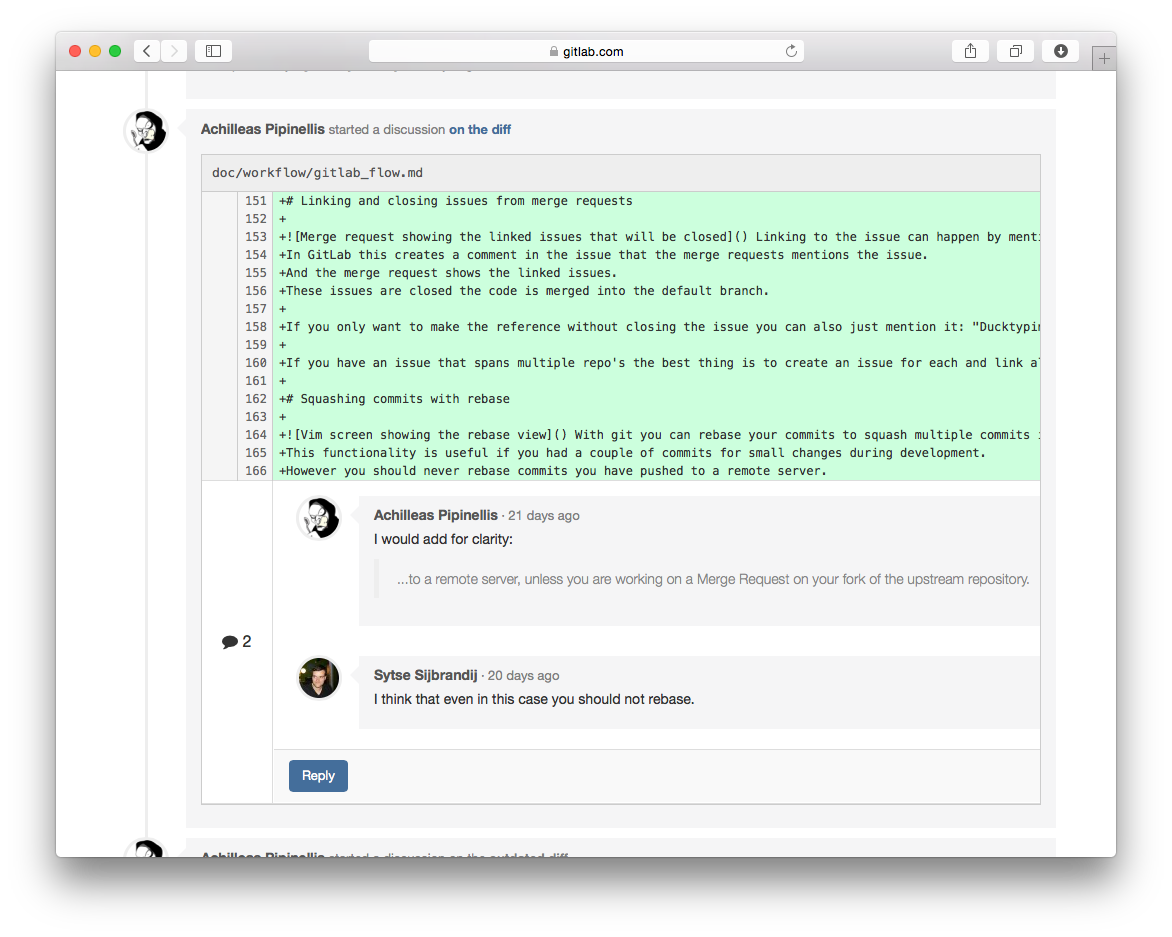 gitlab.com
Achilleas Pipinellis started a discussion on the diff
doc/workflow/gitlab_flow.md
151 +# Linking and closing issues from merge requests
152 +
153 +![Merge request showing the linked issues that will be closed]() Linking to the issue can happen by
154 +In GitLab this creates a comment in the issue that the merge requests mentions the issue.
155 +And the merge request shows the linked issues.
156 +These issues are closed the code is merged into the default branch.
157 +
158 +If you only want to make the reference without closing the issue you can also just mention it:
159 +
160 +If you have an issue that spans multiple repo's the best thing is to create an issue for each and link
161 +
162 +# Squashing commits with rebase
163 +
164 +![Vim screen showing the rebase view]() With git you can rebase your commits to squash multiple commits
165 +This functionality is useful if you had a couple of commits for small changes during development.
166 +However you should never rebase commits you have pushed to a remote server.
Achilleas Pipinellis · 21 days ago
I would add for clarity:
...to a remote server, unless you are working on a Merge Request on your fork of the upstream repository.
2
Sytse Sijbrandij · 20 days ago
I think that even in this case you should not rebase.
Reply
Achilleas Pipinellis started a discussion on the outdated diff